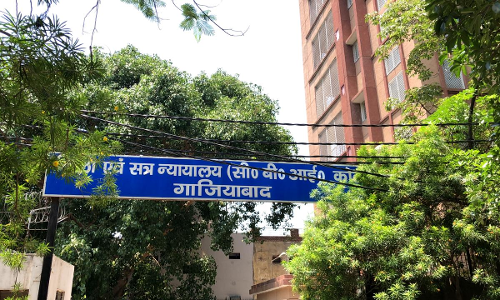 एवं सत्र न्यायालय (सी० बी० आई० को
गाजियाबाद